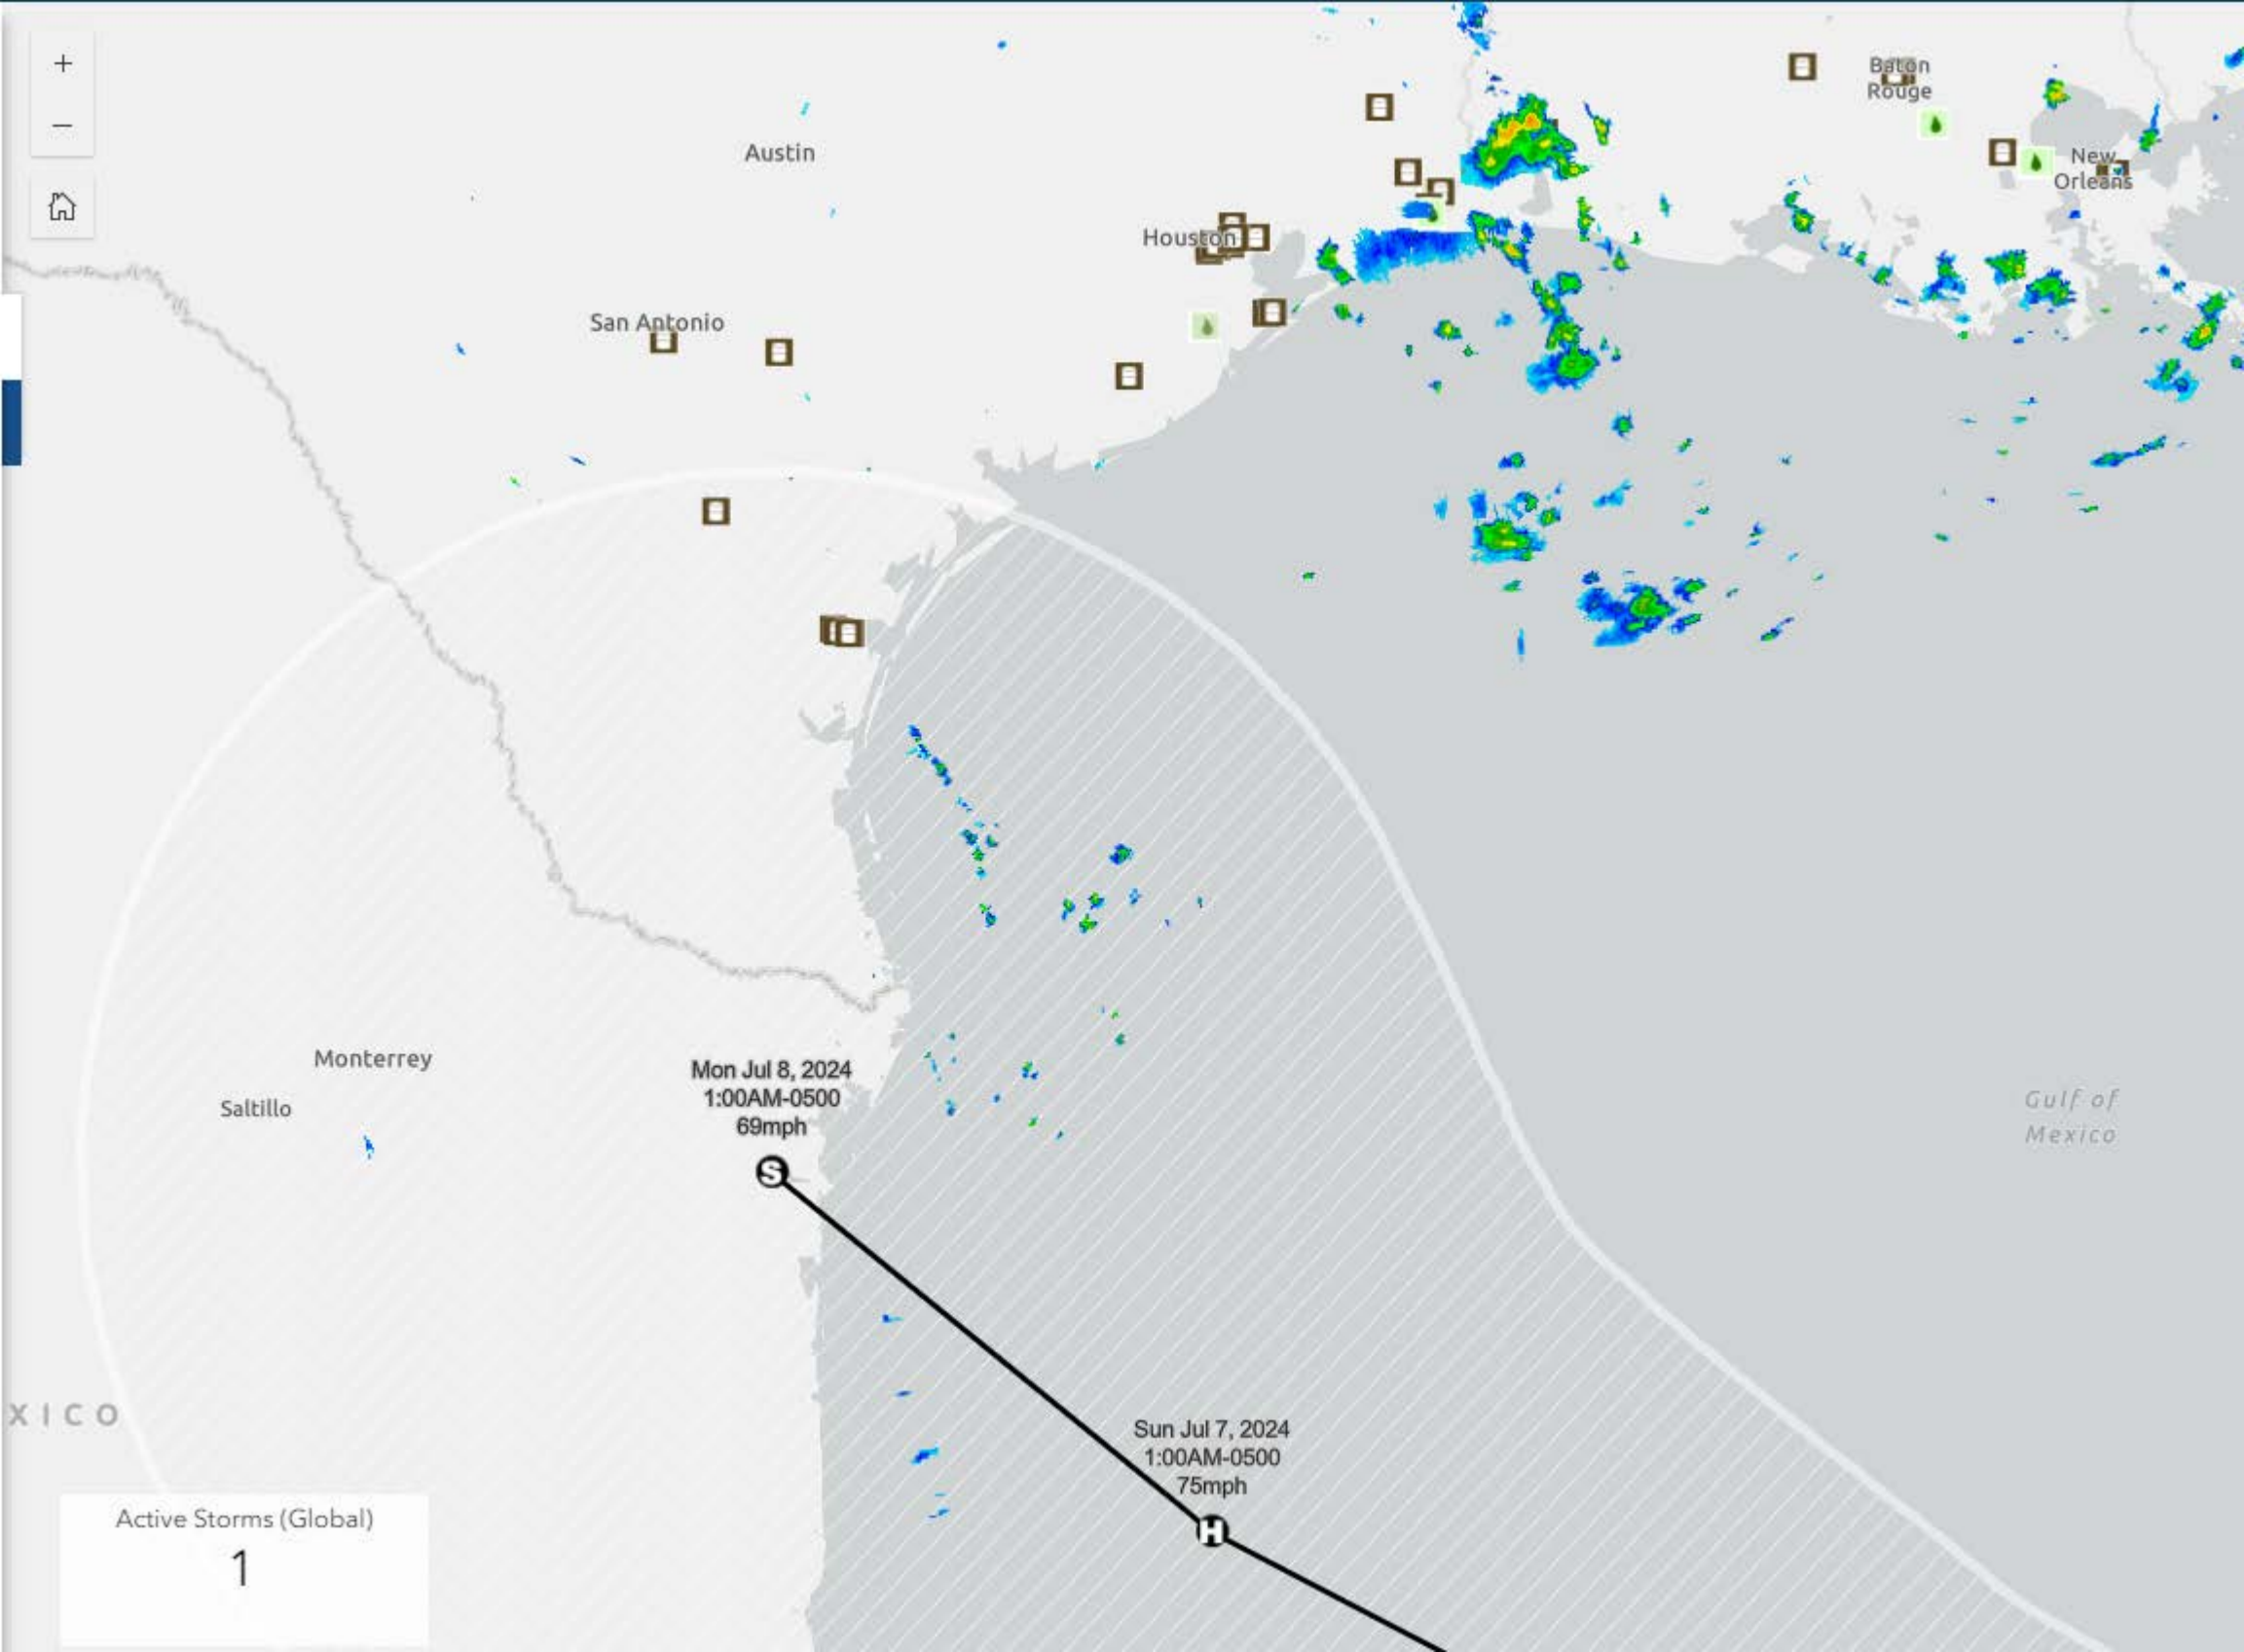 +
−
Austin
Houston
San Antonio
Baton
Rouge
New
Orleans
Monterrey
Saltillo
Mon Jul 8, 2024
1:00AM-0500
69mph
S
Gulf of
Mexico
XICO
Sun Jul 7, 2024
1:00AM-0500
75mph
H
Active Storms (Global)
1